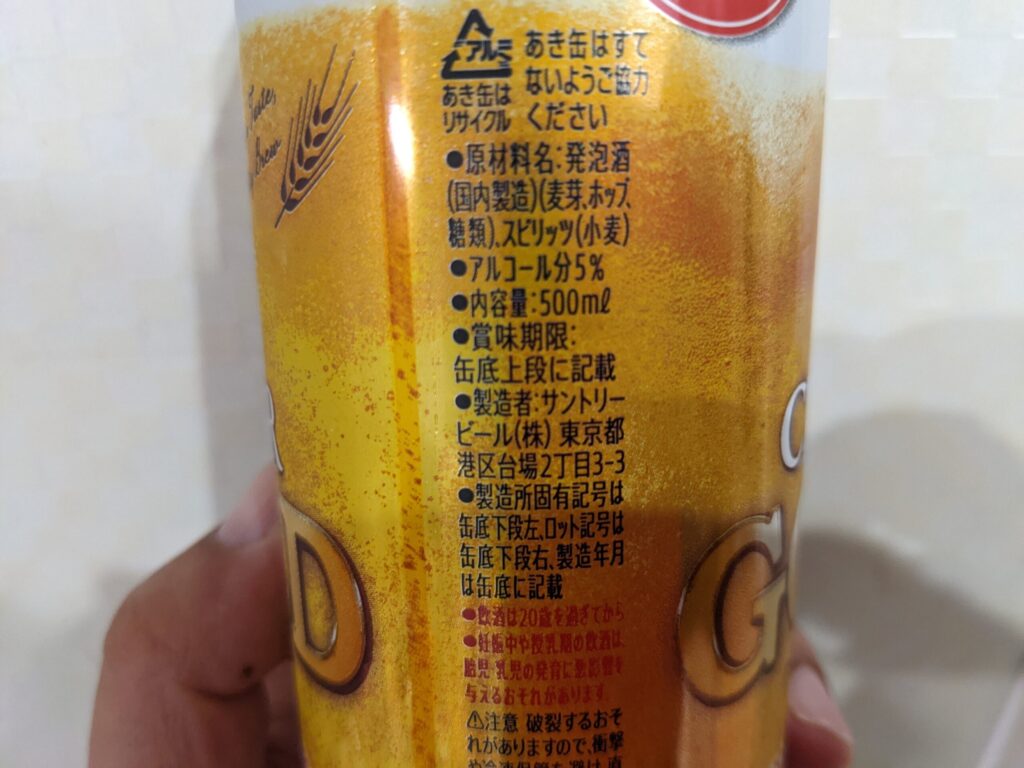 アルミ
あき缶は
リサイクル
あき缶はすて
ないようご協力
ください
●原材料名:発泡酒
(国内製造)(麦芽、ホップ、
糖類)、スピリッツ(小麦)
●アルコール分5%
●内容量:500ml
●賞味期限:
缶底上段に記載
●製造者:サントリー
ビール(株) 東京都
港区台場2丁目3-3
●製造所固有記号は
缶底下段左、ロット記号は
缶底下段右、製造年月
は缶底に記載
●飲酒は20歳を過ぎてから
●妊娠中や授乳期の飲酒は、
胎児・乳児の発育に悪影響を
与えるおそれがあります。
⚠注意 破裂するおそ
れがありますので、衝撃
Taste,
Brew
R
D
G